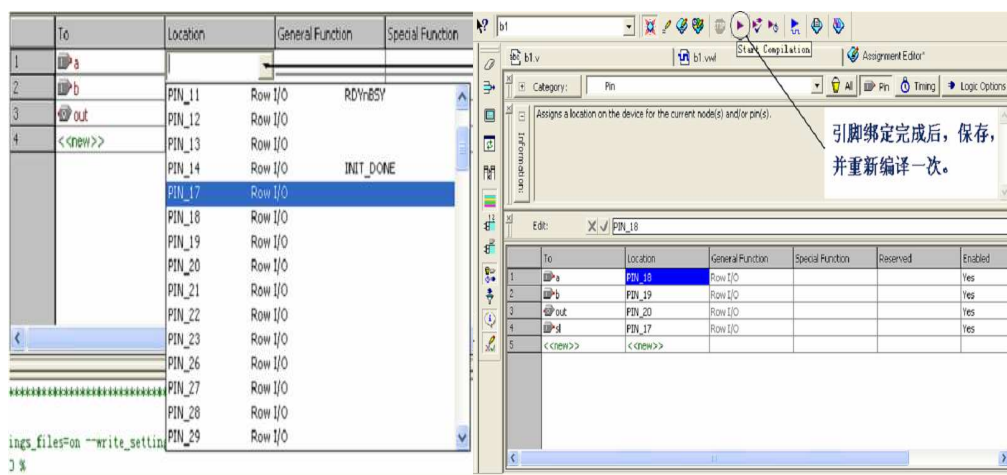 To Location General Function Special Function
1 a
2 b
3 out
4 <<new>>
PIN_11 Row I/O RDYnBSY
PIN_12 Row I/O
PIN_13 Row I/O
PIN_14 Row I/O INIT_DONE
PIN_17 Row I/O
PIN_18 Row I/O
PIN_19 Row I/O
PIN_20 Row I/O
PIN_21 Row I/O
PIN_22 Row I/O
PIN_23 Row I/O
PIN_26 Row I/O
PIN_27 Row I/O
PIN_28 Row I/O
PIN_29 Row I/O
ings_files=on --write_settin
b1
Start Compilation
b1.v b1.vwf Assignment Editor*
Category: Pin All Pin Timing Logic Options
Information:
Assigns a location on the device for the current node(s) and/or pin(s).
引脚绑定完成后，保存，
并重新编译一次。
Edit: PIN_18
To Location General Function Special Function Reserved Enabled
1 a PIN_18 Row I/O Yes
2 b PIN_19 Row I/O Yes
3 out PIN_20 Row I/O Yes
4 sl PIN_17 Row I/O Yes
5 <<new>> <<new>>